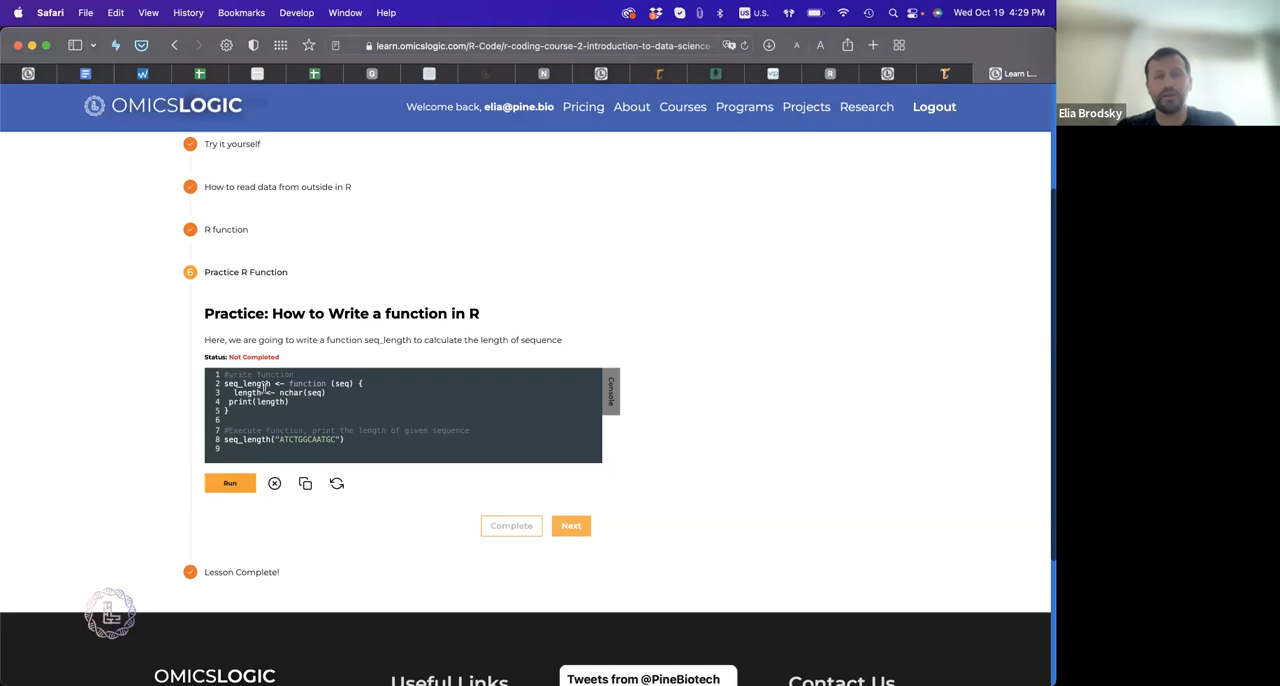 Safari File Edit View History Bookmarks Develop Window Help U.S. Wed Oct 19 4:29 PM
learn.omicslogic.com/R-Code/r-coding-course-2-introduction-to-data-science-
Learn L...
OMICSLOGIC Welcome back, elia@pine.bio Pricing About Courses Programs Projects Research Logout
Elia Brodsky
Try it yourself
How to read data from outside in R
R function
6 Practice R Function
Practice: How to Write a function in R
Here, we are going to write a function seq_length to calculate the length of sequence
Status: Not Completed
1 #write function
2 seq_length <- function (seq) {
3 length <- nchar(seq)
4 print(length)
5 }
6
7 #Execute function, print the length of given sequence
8 seq_length("ATCTGGCAATGC")
9
Console
Run
Complete Next
Lesson Complete!
OMICSLOGIC Useful Links Tweets from @PineBiotech Contact Us